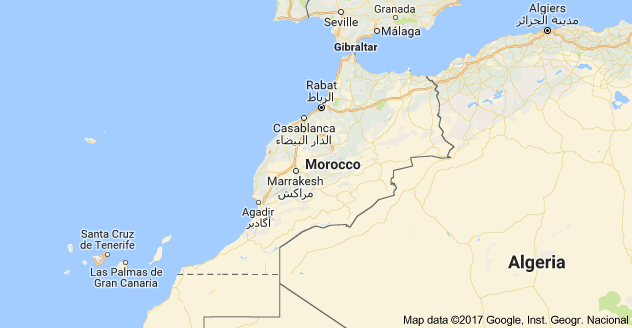 Seville
Granada
Málaga
Algiers
مدينة الجزائر
Gibraltar
Rabat
الرباط
Casablanca
الدار البيضاء
Morocco
Marrakesh
مراكش
Agadir
أكادير
Santa Cruz
de Tenerife
Las Palmas de
Gran Canaria
Algeria
Map data ©2017 Google, Inst. Geogr. Nacional